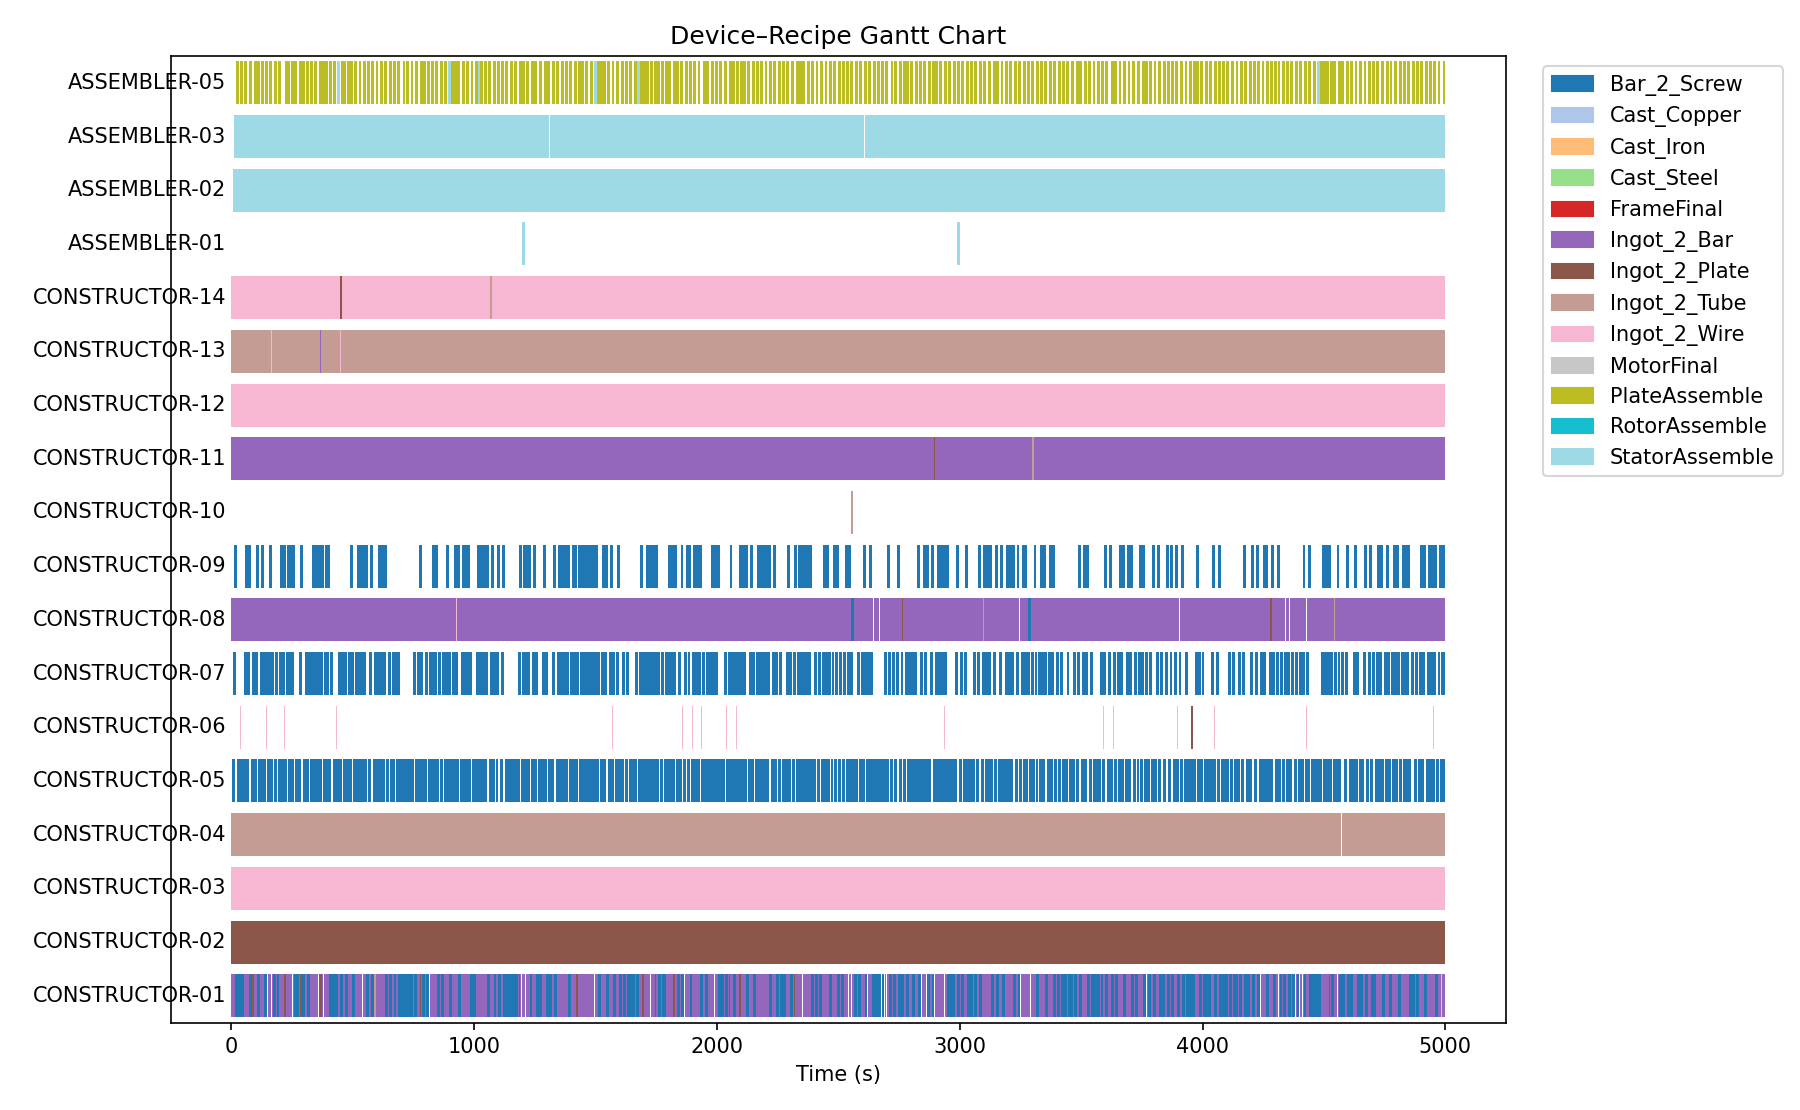 Device–Recipe Gantt Chart
ASSEMBLER-05
ASSEMBLER-03
ASSEMBLER-02
ASSEMBLER-01
CONSTRUCTOR-14
CONSTRUCTOR-13
CONSTRUCTOR-12
CONSTRUCTOR-11
CONSTRUCTOR-10
CONSTRUCTOR-09
CONSTRUCTOR-08
CONSTRUCTOR-07
CONSTRUCTOR-06
CONSTRUCTOR-05
CONSTRUCTOR-04
CONSTRUCTOR-03
CONSTRUCTOR-02
CONSTRUCTOR-01
0 1000 2000 3000 4000 5000
Time (s)
Bar_2_Screw
Cast_Copper
Cast_Iron
Cast_Steel
FrameFinal
Ingot_2_Bar
Ingot_2_Plate
Ingot_2_Tube
Ingot_2_Wire
MotorFinal
PlateAssemble
RotorAssemble
StatorAssemble